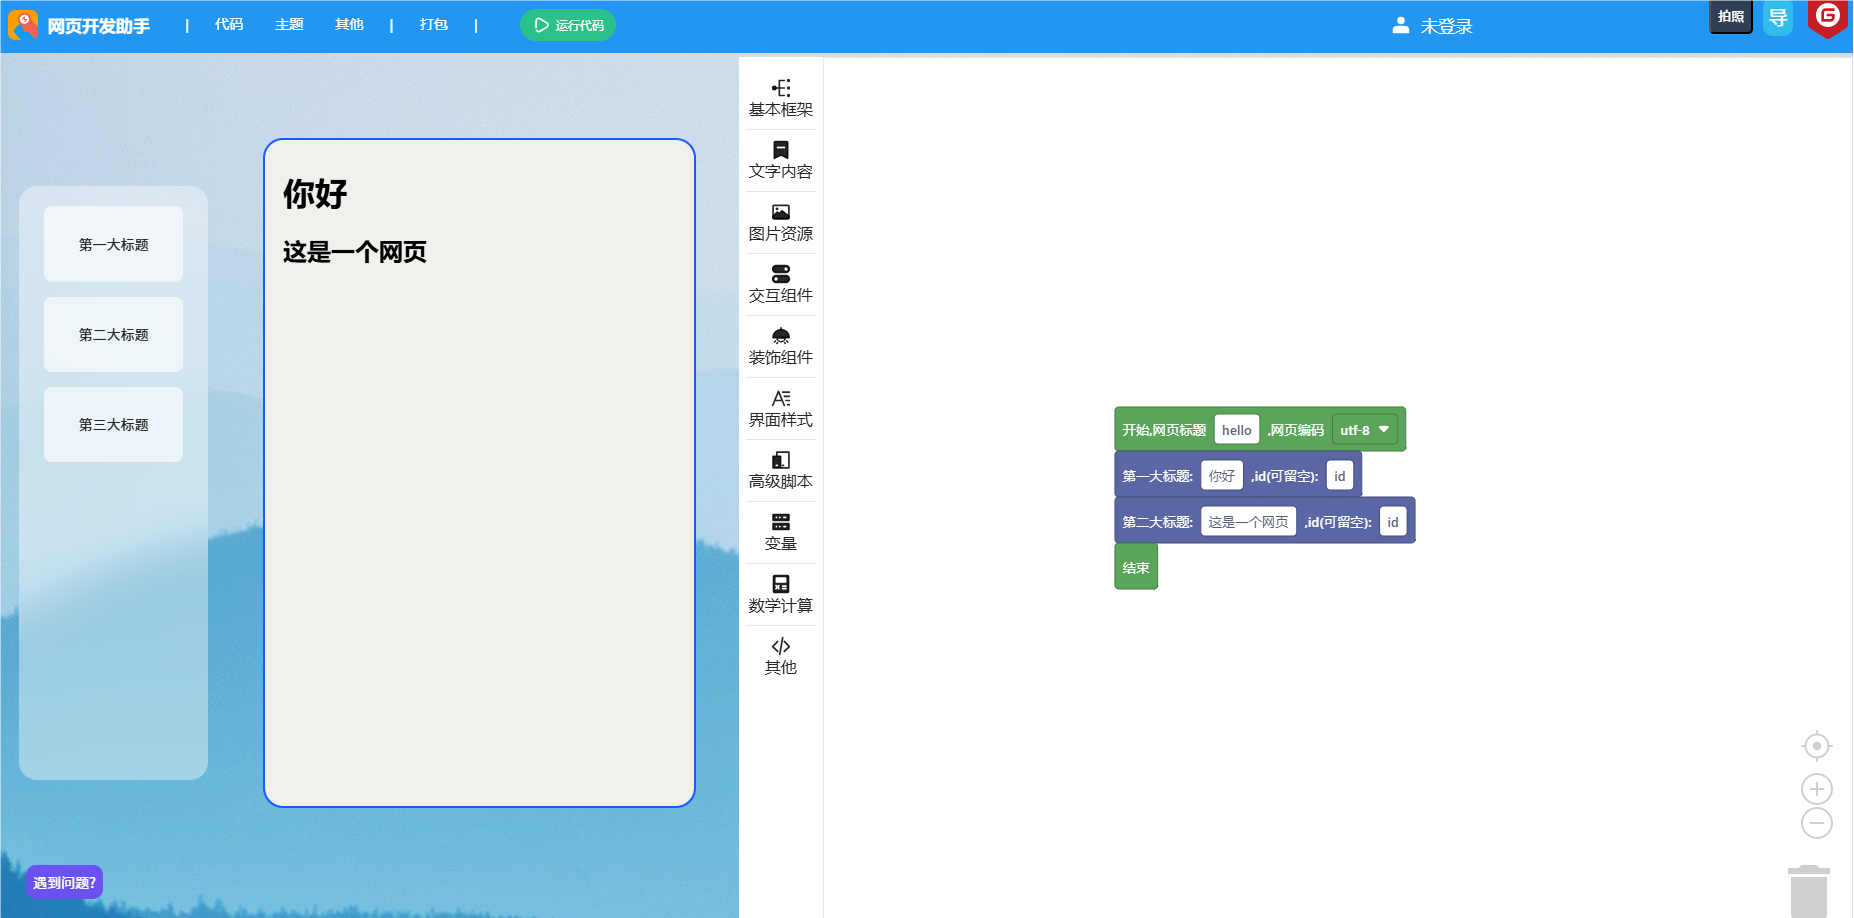 网页开发助手 | 代码 主题 其他 | 打包 | 运行代码 未登录 拍照 导 G
第一大标题
第二大标题
第三大标题
遇到问题?
你好
这是一个网页
基本框架
文字内容
图片资源
交互组件
装饰组件
界面样式
高级脚本
变量
数学计算
其他
开始,网页标题 hello ,网页编码 utf-8
第一大标题: 你好 ,id(可留空): id
第二大标题: 这是一个网页 ,id(可留空): id
结束